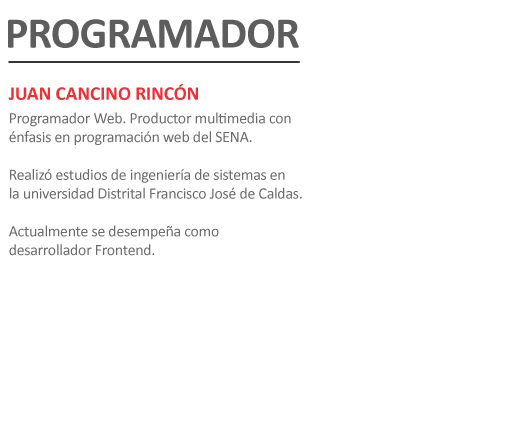 PROGRAMADOR
JUAN CANCINO RINCÓN
Programador Web. Productor multimedia con
énfasis en programación web del SENA.
Realizó estudios de ingeniería de sistemas en
la universidad Distrital Francisco José de Caldas.
Actualmente se desempeña como
desarrollador Frontend.